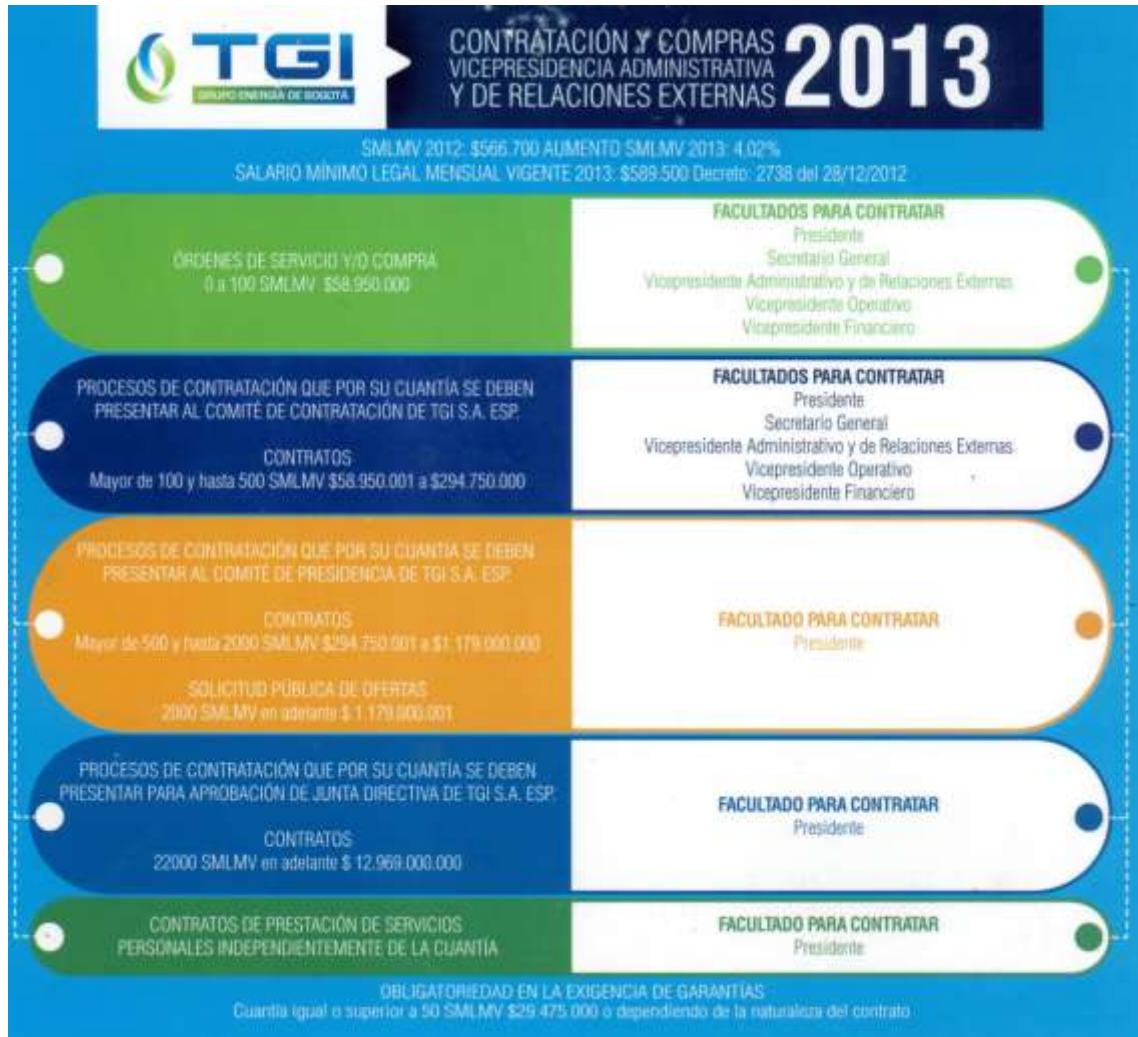 TGI
GRUPO ENERGÍA DE BOGOTÁ
CONTRATACIÓN Y COMPRAS
VICEPRESIDENCIA ADMINISTRATIVA
Y DE RELACIONES EXTERNAS
2013
SMLMV 2012: $566.700 AUMENTO SMLMV 2013: 4.02%
SALARIO MÍNIMO LEGAL MENSUAL VIGENTE 2013: $589.500 Decreto: 2738 del 28/12/2012
ÓRDENES DE SERVICIO Y/O COMPRA
0 a 100 SMLMV $58.950.000
FACULTADOS PARA CONTRATAR
Presidente
Secretario General
Vicepresidente Administrativo y de Relaciones Externas
Vicepresidente Operativo
Vicepresidente Financiero
PROCESOS DE CONTRATACIÓN QUE POR SU CUANTÍA SE DEBEN
PRESENTAR AL COMITÉ DE CONTRATACIÓN DE TGI S.A. ESP.
CONTRATOS
Mayor de 100 y hasta 500 SMLMV $58.950.001 a $294.750.000
FACULTADOS PARA CONTRATAR
Presidente
Secretario General
Vicepresidente Administrativo y de Relaciones Externas
Vicepresidente Operativo
Vicepresidente Financiero
PROCESOS DE CONTRATACIÓN QUE POR SU CUANTÍA SE DEBEN
PRESENTAR AL COMITÉ DE PRESIDENCIA DE TGI S.A. ESP.
CONTRATOS
Mayor de 500 y hasta 2000 SMLMV $294.750.001 a $1.179.000.000
SOLICITUD PÚBLICA DE OFERTAS
2000 SMLMV en adelante $ 1.179.000.001
FACULTADO PARA CONTRATAR
Presidente
PROCESOS DE CONTRATACIÓN QUE POR SU CUANTÍA SE DEBEN
PRESENTAR PARA APROBACIÓN DE JUNTA DIRECTIVA DE TGI S.A. ESP.
CONTRATOS
22000 SMLMV en adelante $ 12.969.000.000
FACULTADO PARA CONTRATAR
Presidente
CONTRATOS DE PRESTACIÓN DE SERVICIOS
PERSONALES INDEPENDIENTEMENTE DE LA CUANTÍA
FACULTADO PARA CONTRATAR
Presidente
OBLIGATORIEDAD EN LA EXIGENCIA DE GARANTÍAS
Cuantía igual o superior a 50 SMLMV $29.475.000 o dependiendo de la naturaleza del contrato